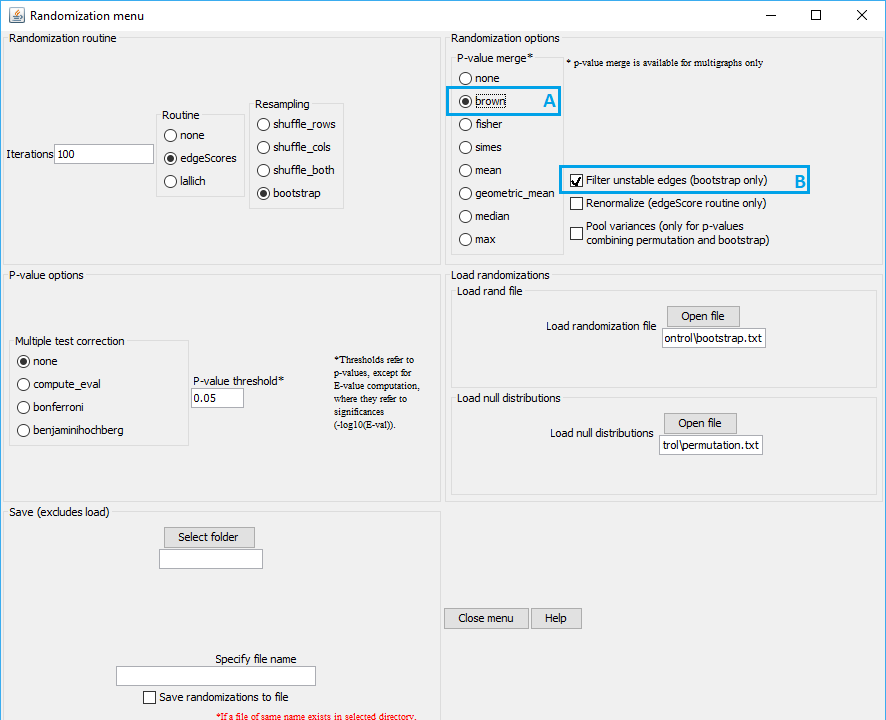 Randomization menu
Randomization routine
Iterations 100
Routine
none
edgeScores
lallich
Resampling
shuffle_rows
shuffle_cols
shuffle_both
bootstrap
Randomization options
P-value merge*
* p-value merge is available for multigraphs only
none
brown A
fisher
simes
mean
geometric_mean
median
max
Filter unstable edges (bootstrap only) B
Renormalize (edgeScore routine only)
Pool variances (only for p-values
combining permutation and bootstrap)
P-value options
Multiple test correction
none
compute_eval
bonferroni
benjaminihochberg
P-value threshold*
0.05
*Thresholds refer to
p-values, except for
E-value computation,
where they refer to
significances
(-log10(E-val)).
Load randomizations
Load rand file
Load randomization file
Open file
ontrol\bootstrap.txt
Load null distributions
Load null distributions
Open file
trol\permutation.txt
Save (excludes load)
Select folder
Specify file name
Save randomizations to file
*If a file of same name exists in selected directory,
Close menu
Help